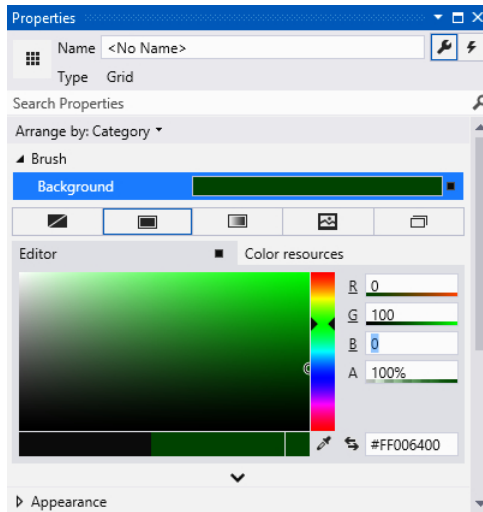 Properties
Name <No Name>
Type Grid
Search Properties
Arrange by: Category
Brush
Background
Editor
Color resources
R 0
G 100
B 0
A 100%
#FF006400
Appearance